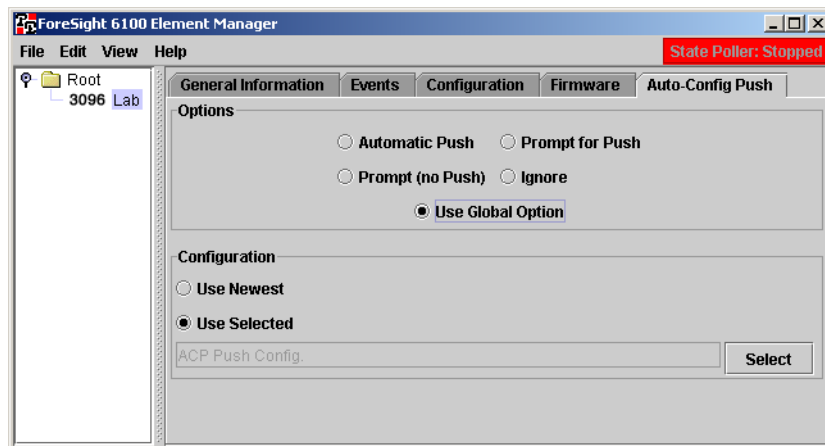 ForeSight 6100 Element Manager
File Edit View Help
State Poller: Stopped
Root
3096 Lab
General Information Events Configuration Firmware Auto-Config Push
Options
Automatic Push Prompt for Push
Prompt (no Push) Ignore
Use Global Option
Configuration
Use Newest
Use Selected
ACP Push Config.
Select